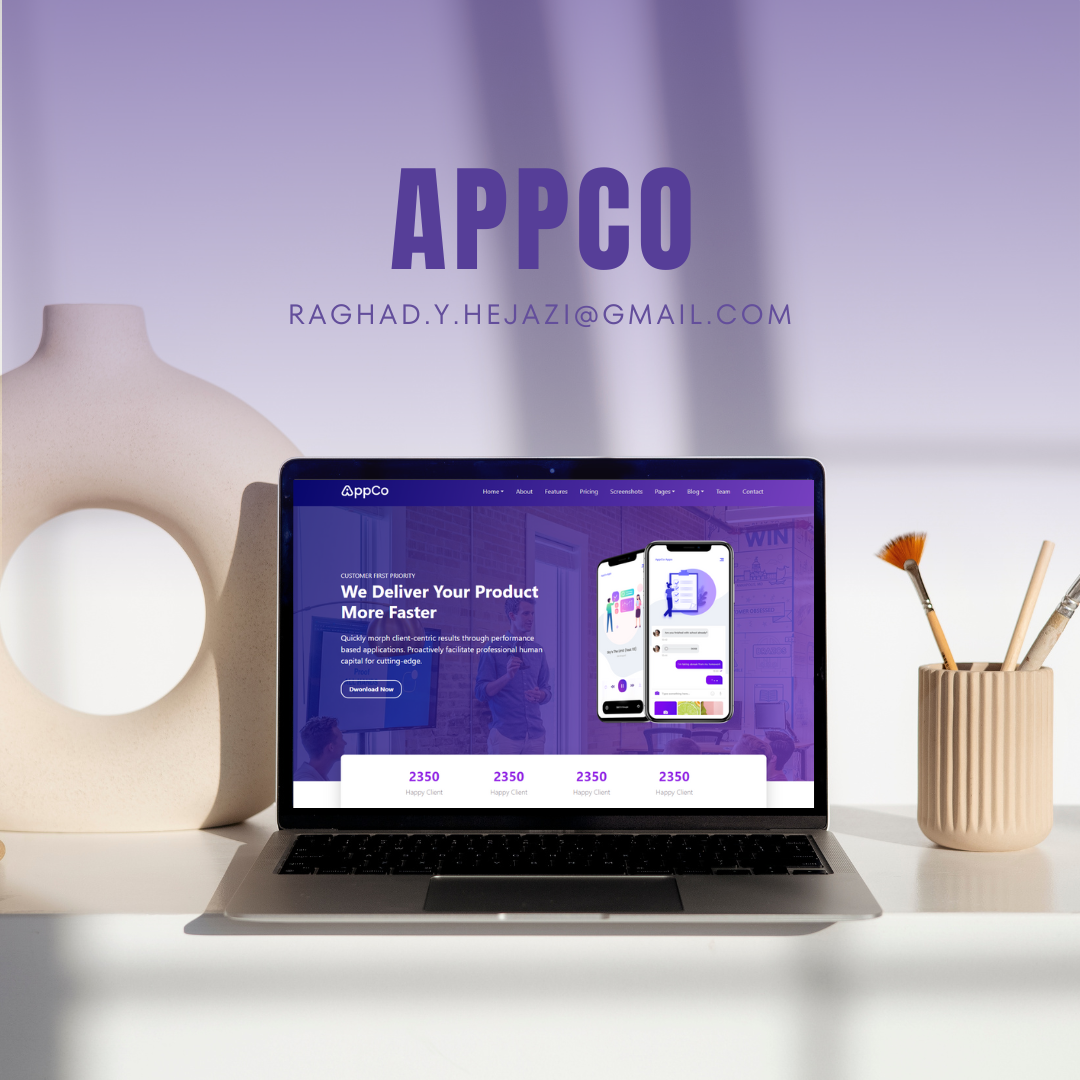 APPCO
RAGHAD.Y.HEJAZI@GMAIL.COM
AppCo
Home About Features Pricing Screenshots Pages Blog Team Contact
WIN
CUSTOMER FIRST PRIORITY
We Deliver Your Product
More Faster
Quickly morph client-centric results through performance
based applications. Proactively facilitate professional human
capital for cutting-edge.
Dwonload Now
2350 2350 2350 2350
Happy Client Happy Client Happy Client Happy Client